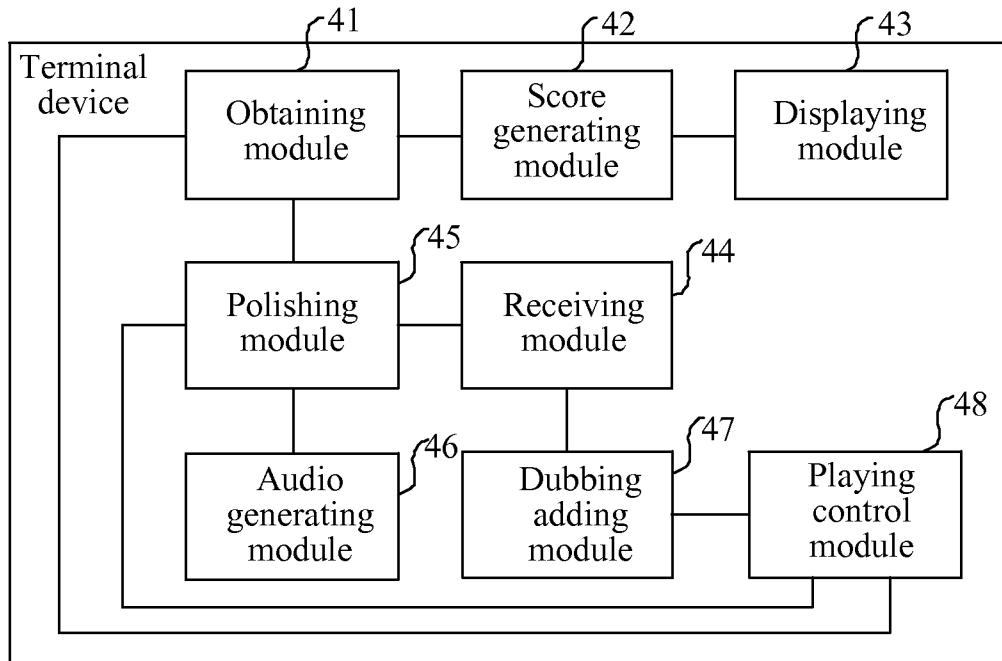 41
42
43
Terminal
device
Obtaining
module
Score
generating
module
Displaying
module
45
44
Polishing
module
Receiving
module
46
47
48
Audio
generating
module
Dubbing
adding
module
Playing
control
module